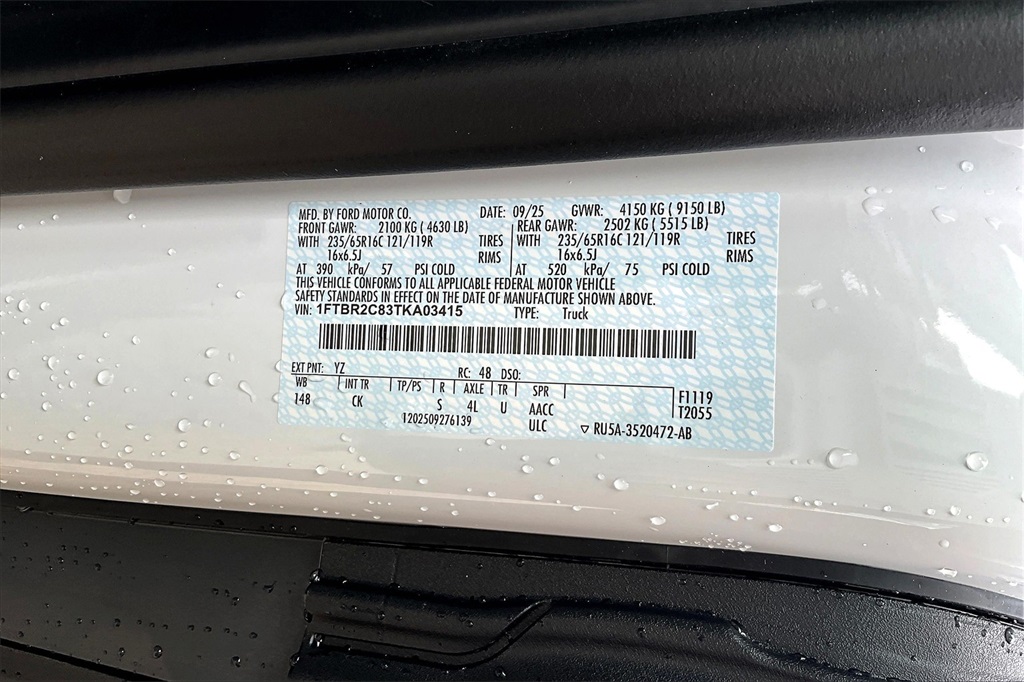 MFD. BY FORD MOTOR CO. DATE: 09/25 GVWR: 4150 KG ( 9150 LB)
FRONT GAWR: 2100 KG ( 4630 LB) REAR GAWR: 2502 KG ( 5515 LB)
WITH 235/65R16C 121/119R TIRES WITH 235/65R16C 121/119R TIRES
16x6.5J RIMS 16x6.5J RIMS
AT 390 kPa/ 57 PSI COLD AT 520 kPa/ 75 PSI COLD
THIS VEHICLE CONFORMS TO ALL APPLICABLE FEDERAL MOTOR VEHICLE
SAFETY STANDARDS IN EFFECT ON THE DATE OF MANUFACTURE SHOWN ABOVE.
VIN: 1FTBR2C83TKA03415 TYPE: Truck
EXT PNT: YZ RC: 48 DSO:
WB INT TR TP/PS R AXLE TR SPR F1119
148 CK S 4L U AACC T2055
1202509276139 ULC ▽ RU5A-3520472-AB